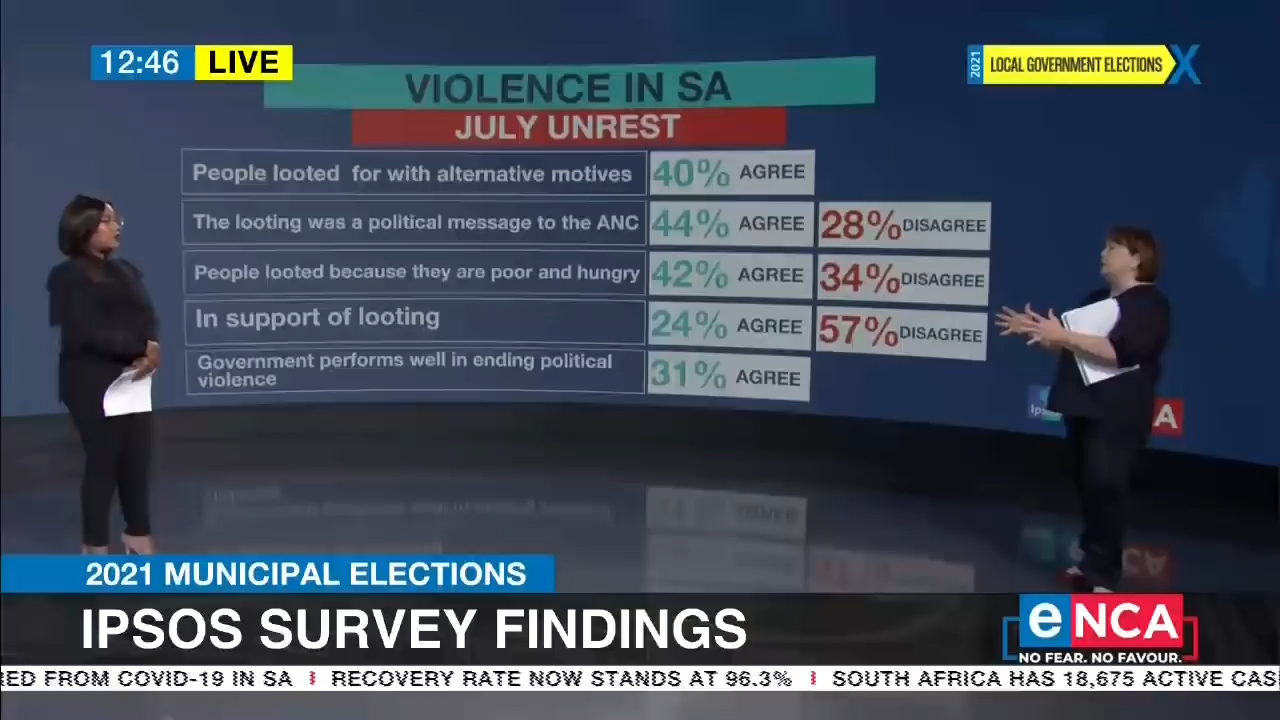 12:46 LIVE
2021 LOCAL GOVERNMENT ELECTIONS X
VIOLENCE IN SA
JULY UNREST
People looted for with alternative motives 40% AGREE
The looting was a political message to the ANC 44% AGREE 28% DISAGREE
People looted because they are poor and hungry 42% AGREE 34% DISAGREE
In support of looting 24% AGREE 57% DISAGREE
Government performs well in ending political
violence 31% AGREE
A
2021 MUNICIPAL ELECTIONS
IPSOS SURVEY FINDINGS
eNCA
NO FEAR. NO FAVOUR.
RED FROM COVID-19 IN SA RECOVERY RATE NOW STANDS AT 96.3% SOUTH AFRICA HAS 18,675 ACTIVE CAS